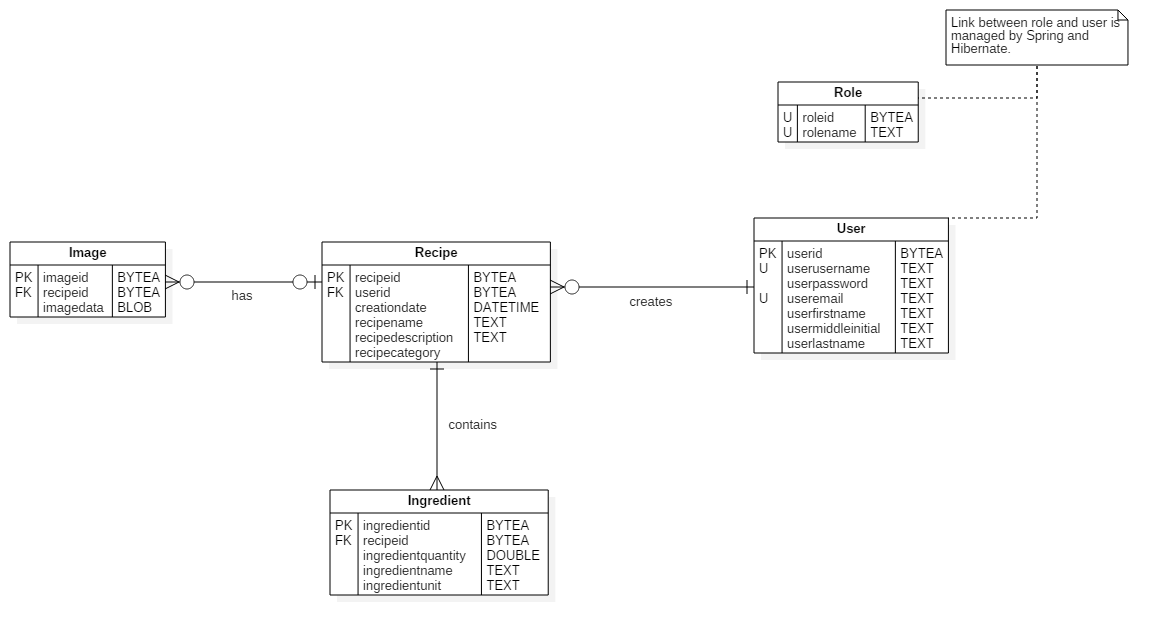 Link between role and user is
managed by Spring and
Hibernate.
Role
U roleid BYTEA
U rolename TEXT
User
PK userid BYTEA
U userusername TEXT
userpassword TEXT
U useremail TEXT
userfirstname TEXT
usermiddleinitial TEXT
userlastname TEXT
Image
PK imageid BYTEA
FK recipeid BYTEA
imagedata BLOB
has
Recipe
PK recipeid BYTEA
FK userid BYTEA
creationdate DATETIME
recipename TEXT
recipedescription TEXT
recipecategory
creates
contains
Ingredient
PK ingredientid BYTEA
FK recipeid BYTEA
ingredientquantity DOUBLE
ingredientname TEXT
ingredientunit TEXT